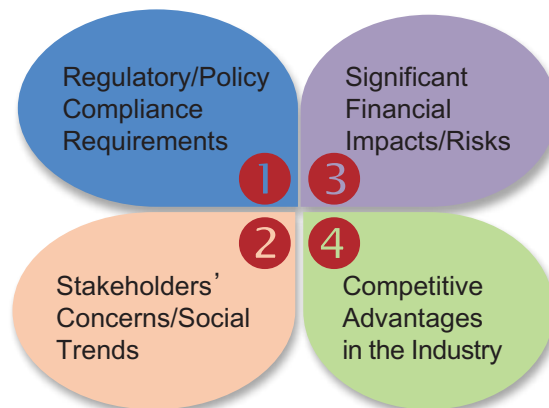 Regulatory/Policy
Compliance
Requirements
1
Significant
Financial
Impacts/Risks
3
Stakeholders’
Concerns/Social
Trends
2
Competitive
Advantages
in the Industry
4